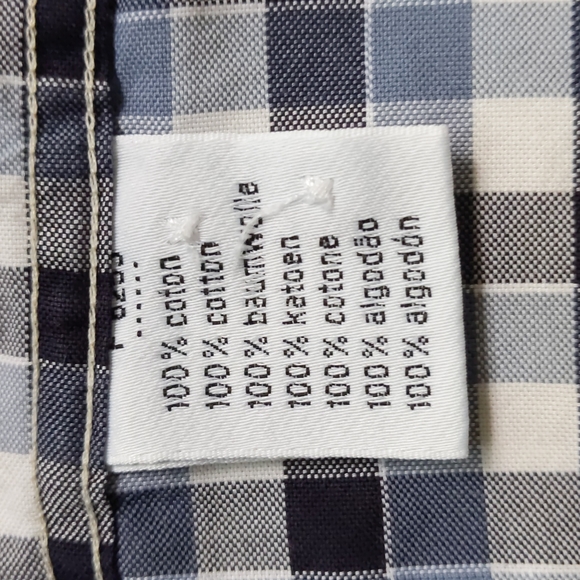 100% coton
100% cotton
100% baumwolle
100% katoen
100% cotone
100% algodão
100% algodón